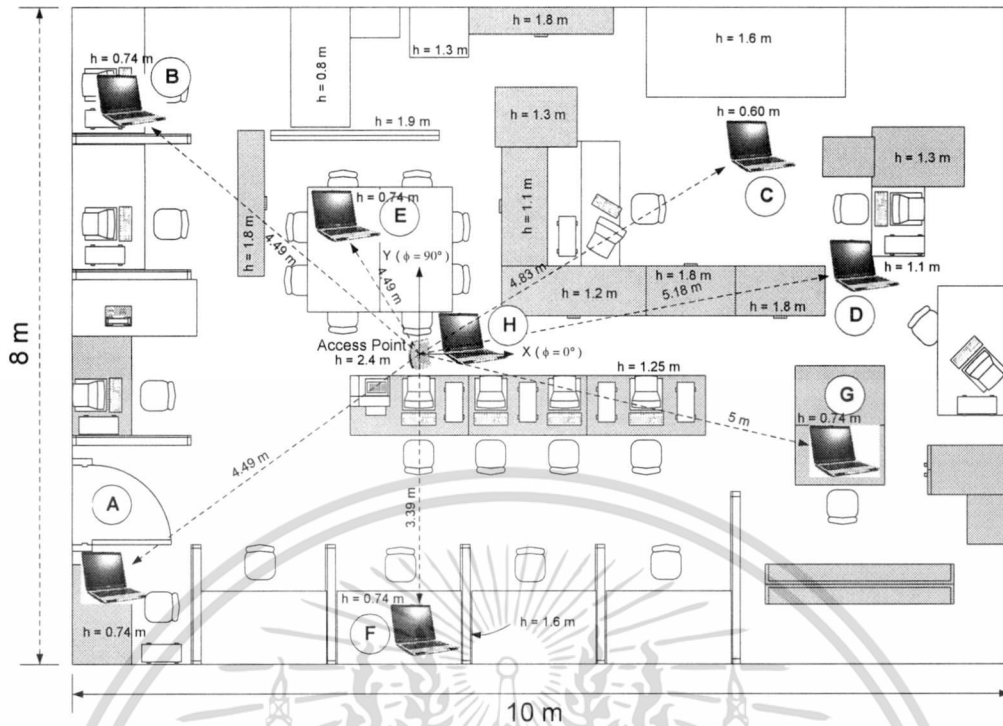 h = 1.8 m
h = 0.74 m
B
h = 0.8 m
h = 1.3 m
h = 1.6 m
h = 1.9 m
h = 1.3 m
h = 0.60 m
C
h = 1.3 m
h = 1.8 m
h = 0.74 m
E
h = 1.1 m
4.49 m
Y ( ϕ = 90º)
4.49 m
4.83 m
h = 1.8 m
5.18 m
h = 1.1 m
h = 1.2 m
h = 1.8 m
D
H
Access Point
h = 2.4 m
X ( ϕ = 0º)
8 m
h = 1.25 m
G
h = 0.74 m
5 m
4.49 m
A
3.39 m
h = 0.74 m
h = 0.74 m
F
h = 1.6 m
10 m